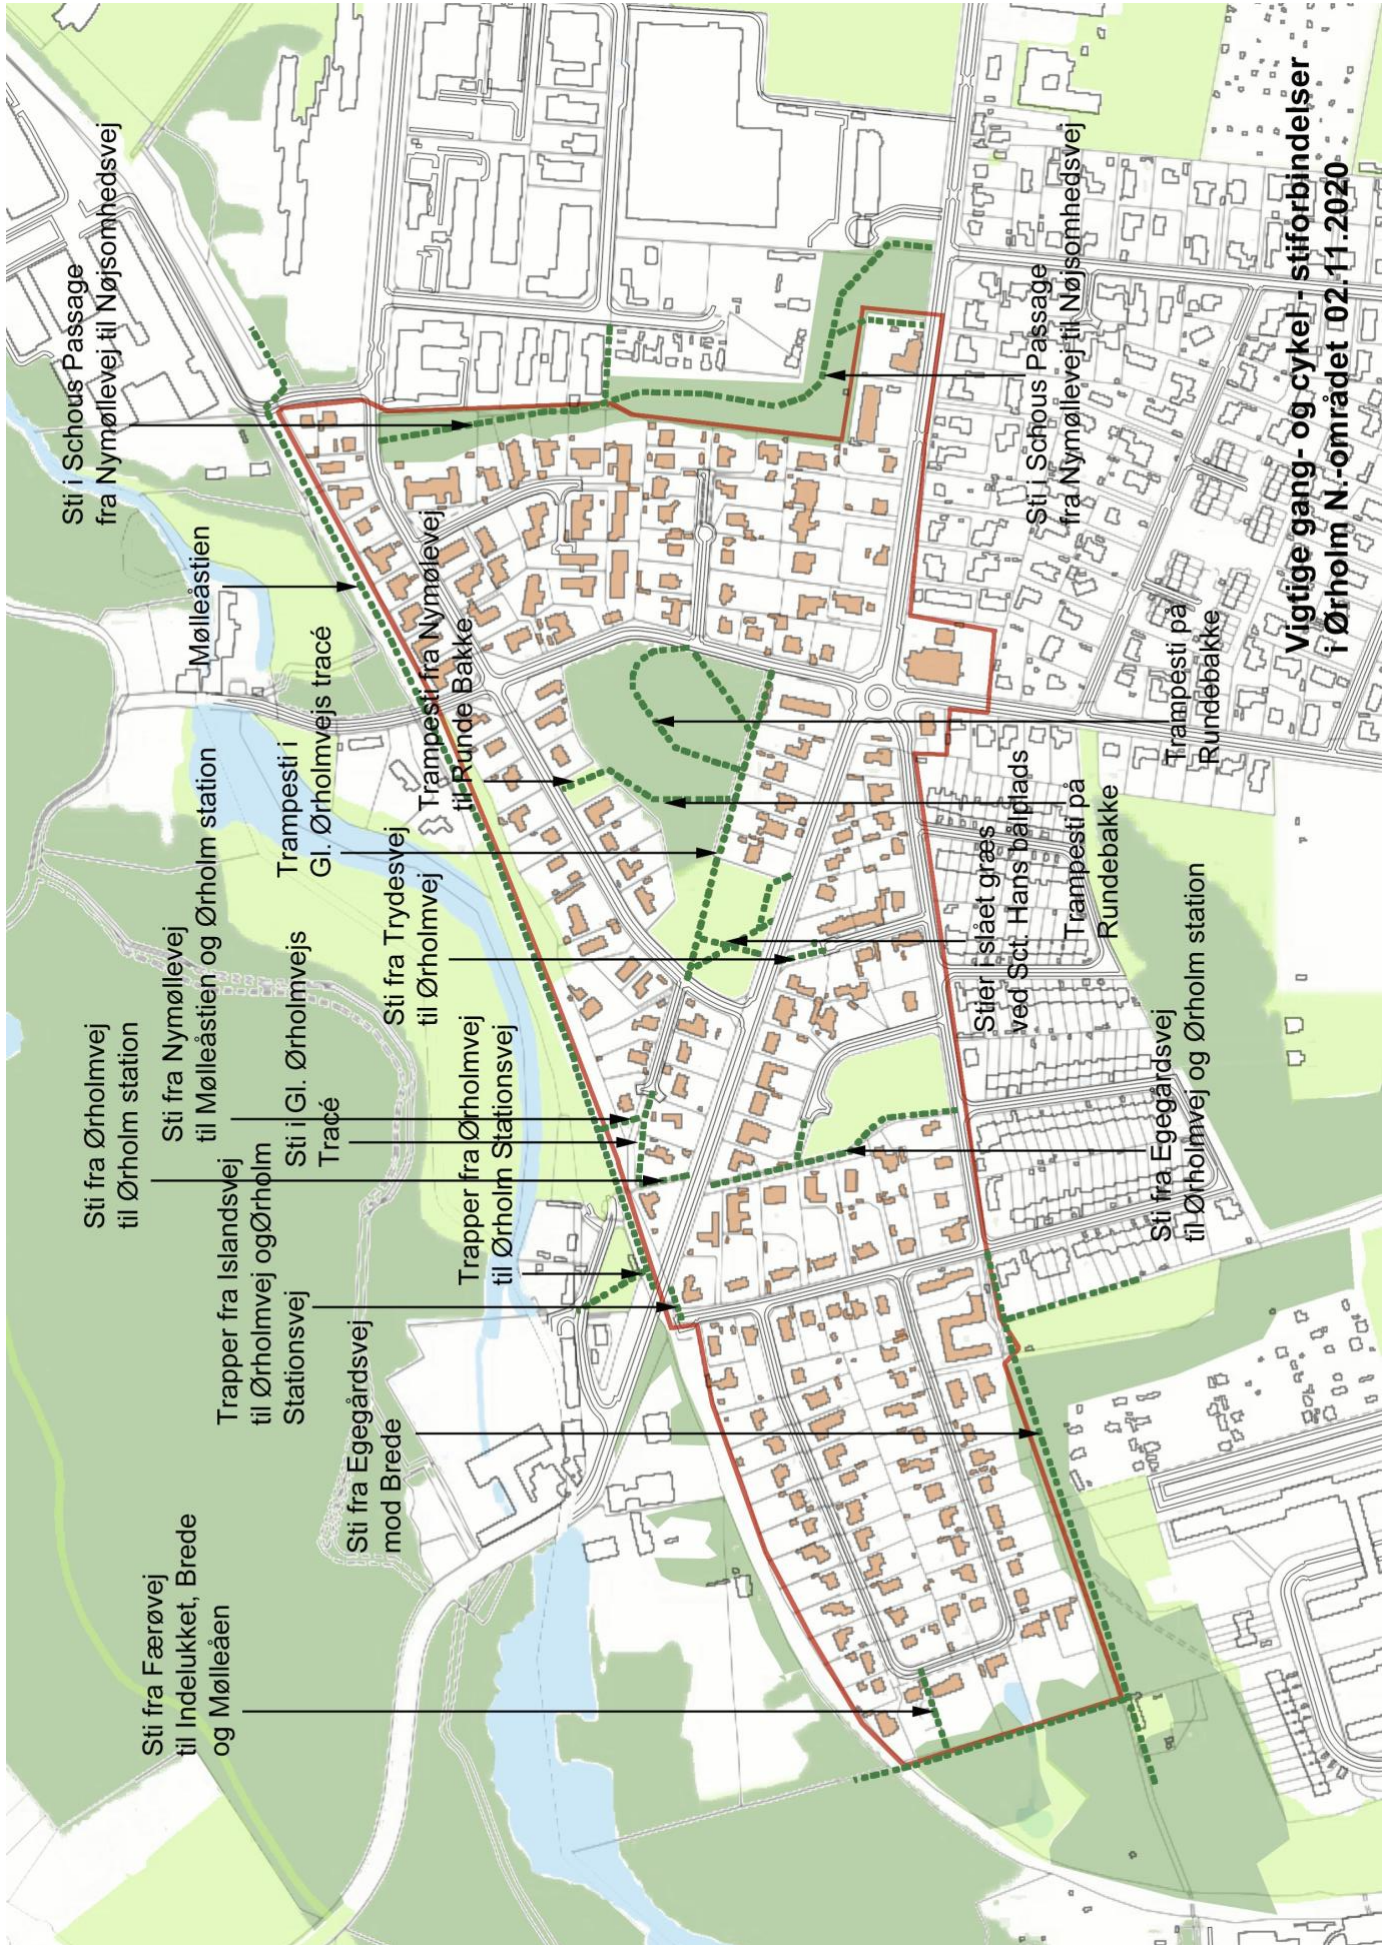 Sti i Schous Passage
fra Nymøllevej til Nøjsomhedsvej
Sti fra Ørholmvej
til Ørholm station
Sti fra Færøvej
til Indelukket, Brede
og Mølleåen
Sti fra Nymøllevej
til Mølleåstien og Ørholm station
Mølleåstien
Trapper fra Islandsvej
til Ørholmvej ogØrholm
Stationsvej
Sti i Gl. Ørholmvejs
Tracé
Trampesti i
Gl. Ørholmvejs tracé
Sti fra Egegårdsvej
mod Brede
Sti fra Trydesvej
til Ørholmvej
Trampesti fra Nymølevej
til Runde Bakke
Trapper fra Ørholmvej
til Ørholm Stationsvej
Stier i slået græs
ved Sct. Hans bålplads
Sti i Schous Passage
fra Nymøllevej til Nøjsomhedsvej
Trampesti på
Rundebakke
Sti fra Egegårdsvej
til Ørholmvej og Ørholm station
Trampesti på
Rundebakke
Vigtige gang- og cykel - stiforbindelser
i Ørholm N.-området 02.11.2020